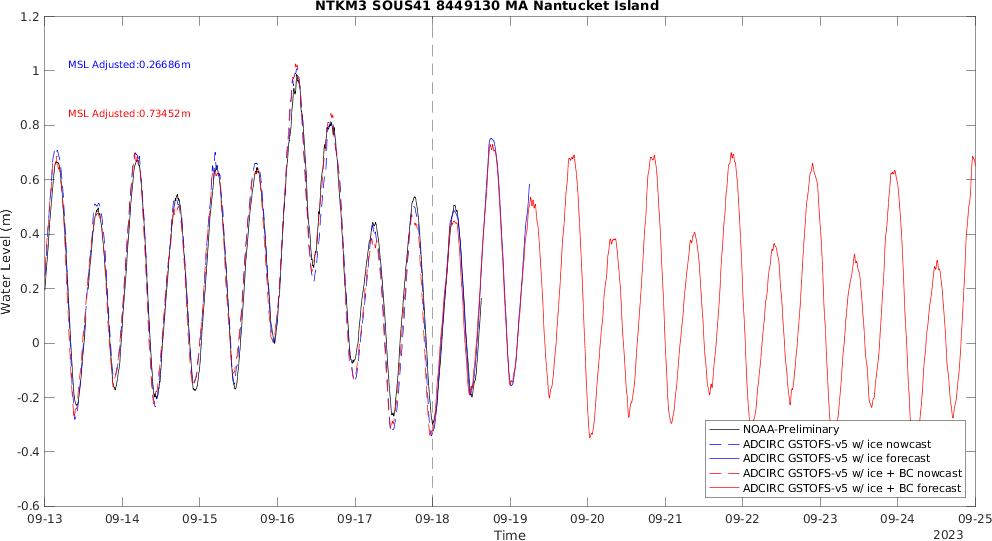 NTKM3 SOUS41 8449130 MA Nantucket Island
1.2
1
0.8
0.6
0.4
0.2
0
-0.2
-0.4
-0.6
Water Level (m)
MSL Adjusted:0.26686m
MSL Adjusted:0.73452m
NOAA-Preliminary
ADCIRC GSTOFS-v5 w/ ice nowcast
ADCIRC GSTOFS-v5 w/ ice forecast
ADCIRC GSTOFS-v5 w/ ice + BC nowcast
ADCIRC GSTOFS-v5 w/ ice + BC forecast
09-13 09-14 09-15 09-16 09-17 09-18 09-19 09-20 09-21 09-22 09-23 09-24 09-25
Time
2023